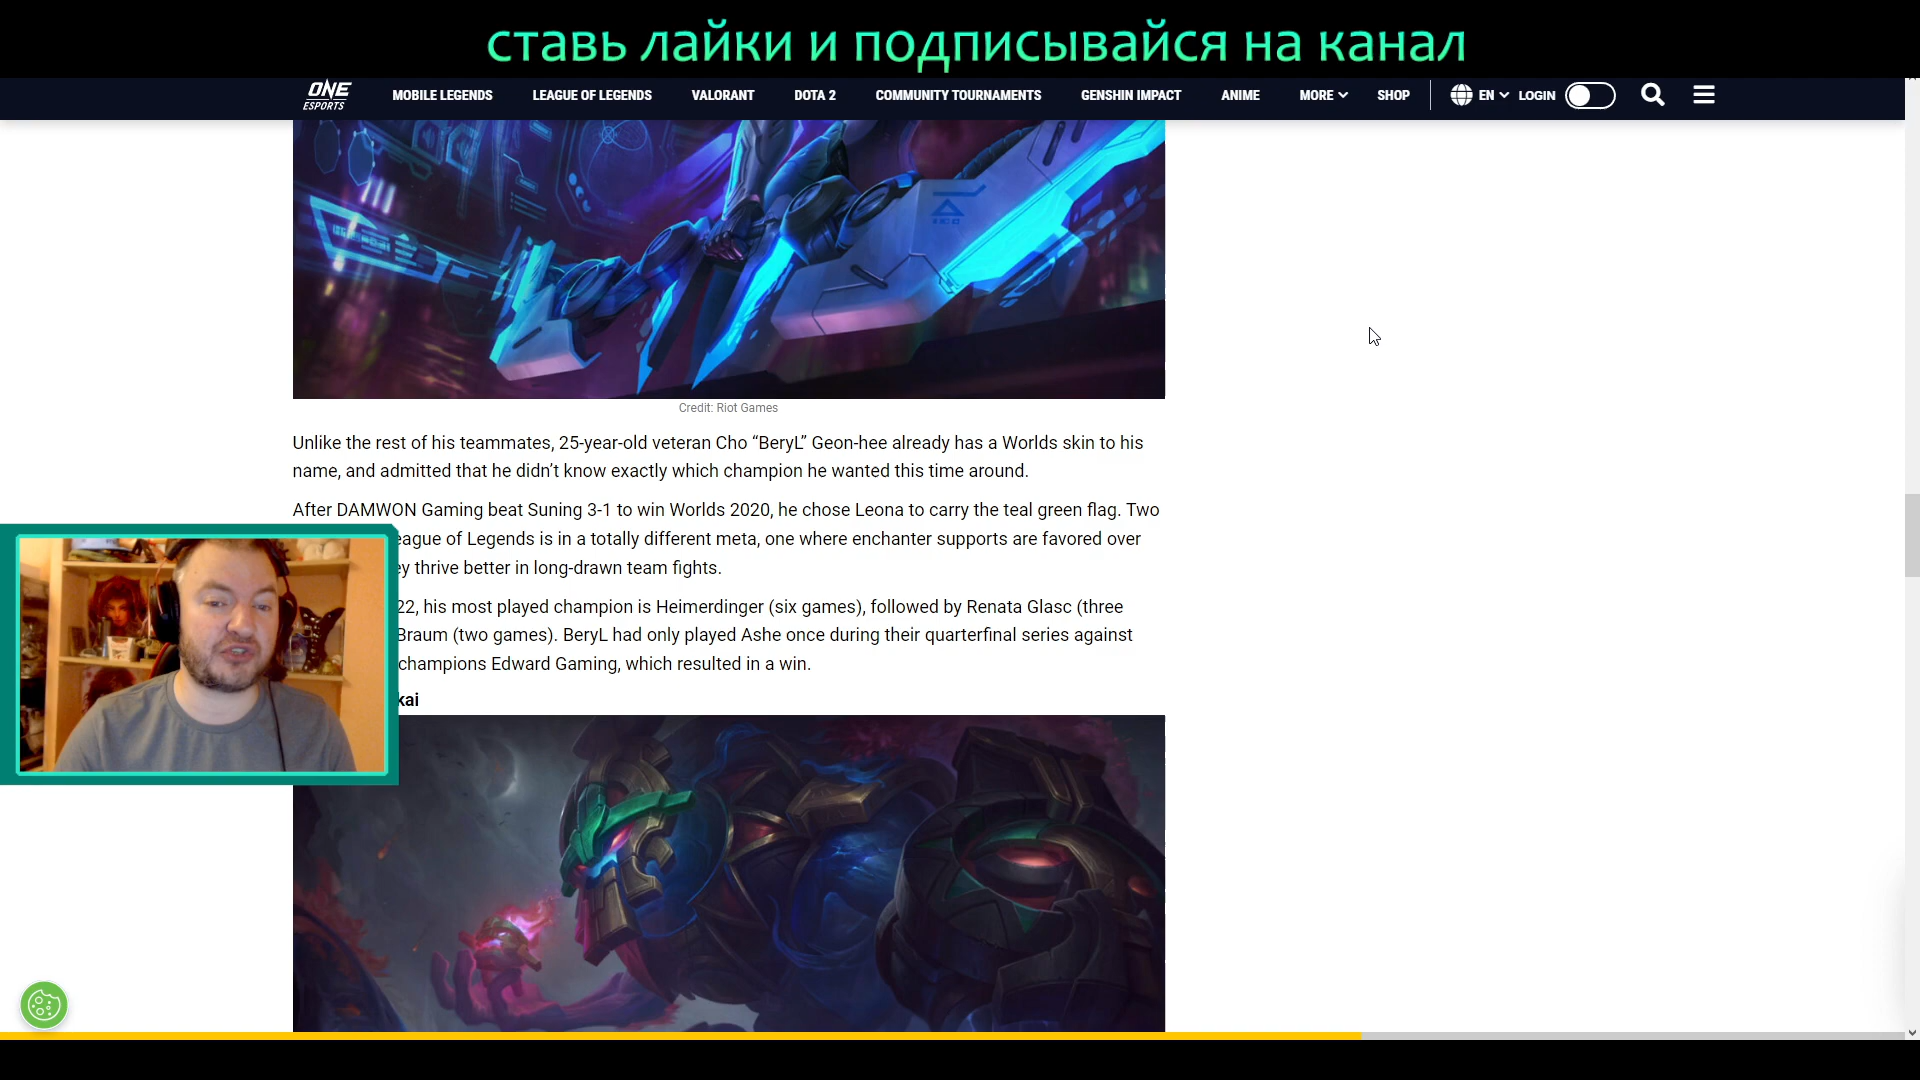 ставь лайки и подписывайся на канал
ONE
ESPORTS
MOBILE LEGENDS
LEAGUE OF LEGENDS
VALORANT
DOTA 2
COMMUNITY TOURNAMENTS
GENSHIN IMPACT
ANIME
MORE
SHOP
EN
LOGIN
Credit: Riot Games
Unlike the rest of his teammates, 25-year-old veteran Cho “BeryL” Geon-hee already has a Worlds skin to his
name, and admitted that he didn’t know exactly which champion he wanted this time around.
After DAMWON Gaming beat Suning 3-1 to win Worlds 2020, he chose Leona to carry the teal green flag. Two
eague of Legends is in a totally different meta, one where enchanter supports are favored over
ey thrive better in long-drawn team fights.
22, his most played champion is Heimerdinger (six games), followed by Renata Glasc (three
Braum (two games). BeryL had only played Ashe once during their quarterfinal series against
champions Edward Gaming, which resulted in a win.
kai